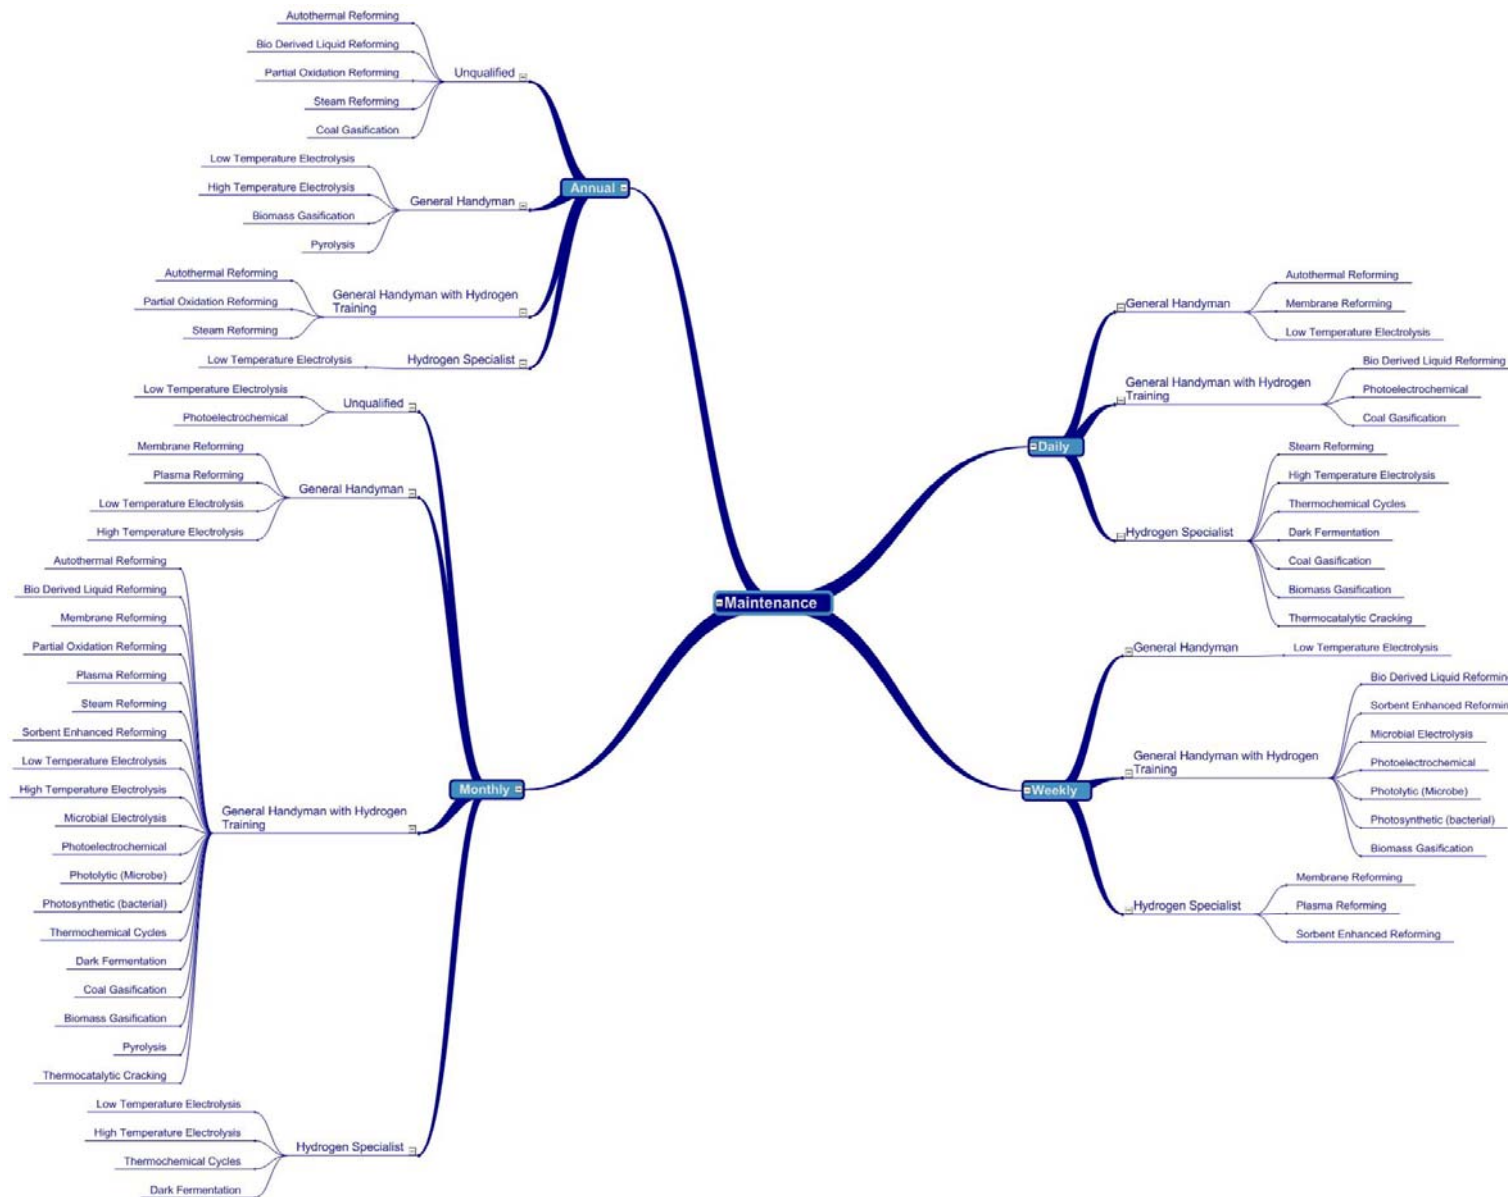 Maintenance
Annual
Unqualified
Autothermal Reforming
Bio Derived Liquid Reforming
Partial Oxidation Reforming
Steam Reforming
Coal Gasification
General Handyman
Low Temperature Electrolysis
High Temperature Electrolysis
Biomass Gasification
Pyrolysis
General Handyman with Hydrogen
Training
Autothermal Reforming
Partial Oxidation Reforming
Steam Reforming
Hydrogen Specialist
Low Temperature Electrolysis
Monthly
Unqualified
Low Temperature Electrolysis
Photoelectrochemical
General Handyman
Membrane Reforming
Plasma Reforming
Low Temperature Electrolysis
High Temperature Electrolysis
General Handyman with Hydrogen
Training
Autothermal Reforming
Bio Derived Liquid Reforming
Membrane Reforming
Partial Oxidation Reforming
Plasma Reforming
Steam Reforming
Sorbent Enhanced Reforming
Low Temperature Electrolysis
High Temperature Electrolysis
Microbial Electrolysis
Photoelectrochemical
Photolytic (Microbe)
Photosynthetic (bacterial)
Thermochemical Cycles
Dark Fermentation
Coal Gasification
Biomass Gasification
Pyrolysis
Thermocatalytic Cracking
Hydrogen Specialist
Low Temperature Electrolysis
High Temperature Electrolysis
Thermochemical Cycles
Dark Fermentation
Daily
General Handyman
Autothermal Reforming
Membrane Reforming
Low Temperature Electrolysis
General Handyman with Hydrogen
Training
Bio Derived Liquid Reforming
Photoelectrochemical
Coal Gasification
Hydrogen Specialist
Steam Reforming
High Temperature Electrolysis
Thermochemical Cycles
Dark Fermentation
Coal Gasification
Biomass Gasification
Thermocatalytic Cracking
Weekly
General Handyman
Low Temperature Electrolysis
General Handyman with Hydrogen
Training
Bio Derived Liquid Reforming
Sorbent Enhanced Reformin
Microbial Electrolysis
Photoelectrochemical
Photolytic (Microbe)
Photosynthetic (bacterial)
Biomass Gasification
Hydrogen Specialist
Membrane Reforming
Plasma Reforming
Sorbent Enhanced Reforming